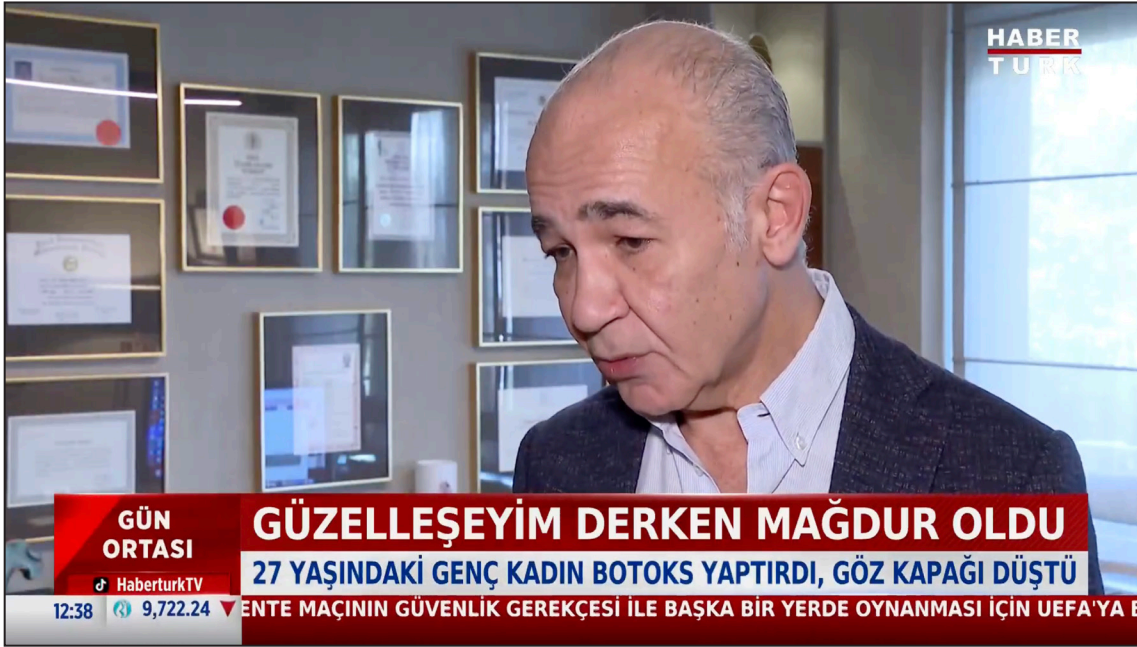 HABER
TURK
GÜN
ORTASI
HaberturkTV
GÜZELLEŞEYİM DERKEN MAĞDUR OLDU
27 YAŞINDAKİ GENÇ KADIN BOTOKS YAPTIRDI, GÖZ KAPAĞI DÜŞTÜ
12:38 9,722.24 ENTE MAÇININ GÜVENLİK GEREKÇESİ İLE BAŞKA BİR YERDE OYNANMASI İÇİN UEFA'YA